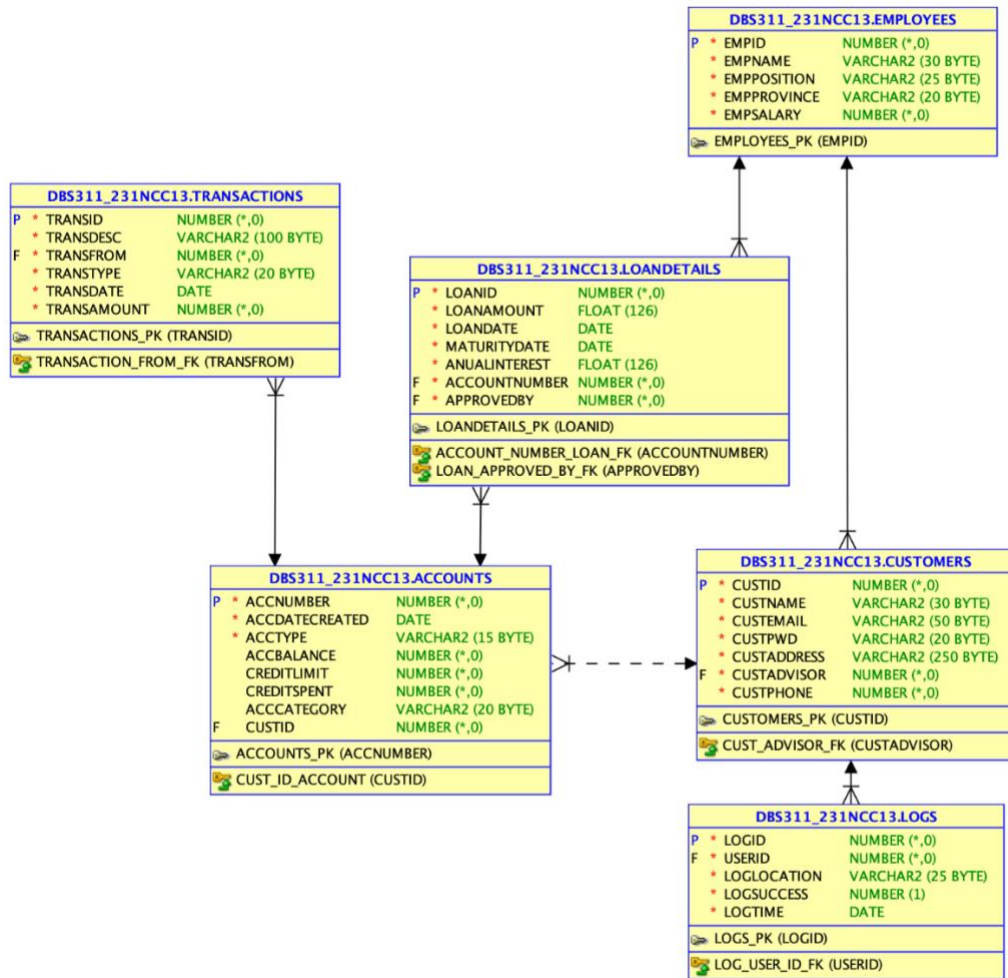 DBS311_231NCC13.EMPLOYEES
P * EMPID NUMBER (*,0)
* EMPNAME VARCHAR2 (30 BYTE)
* EMPPOSITION VARCHAR2 (25 BYTE)
* EMPPROVINCE VARCHAR2 (20 BYTE)
* EMPSALARY NUMBER (*,0)
EMPLOYEES_PK (EMPID)
DBS311_231NCC13.TRANSACTIONS
P * TRANSID NUMBER (*,0)
* TRANSDESC VARCHAR2 (100 BYTE)
F * TRANSFROM NUMBER (*,0)
* TRANSTYPE VARCHAR2 (20 BYTE)
* TRANSDATE DATE
* TRANSAMOUNT NUMBER (*,0)
TRANSACTIONS_PK (TRANSID)
TRANSACTION_FROM_FK (TRANSFROM)
DBS311_231NCC13.LOANDETAILS
P * LOANID NUMBER (*,0)
* LOANAMOUNT FLOAT (126)
* LOANDATE DATE
* MATURITYDATE DATE
* ANUALINTEREST FLOAT (126)
F * ACCOUNTNUMBER NUMBER (*,0)
F * APPROVEDBY NUMBER (*,0)
LOANDETAILS_PK (LOANID)
ACCOUNT_NUMBER_LOAN_FK (ACCOUNTNUMBER)
LOAN_APPROVED_BY_FK (APPROVEDBY)
DBS311_231NCC13.ACCOUNTS
P * ACCNUMBER NUMBER (*,0)
* ACCDATECREATED DATE
* ACCTYPE VARCHAR2 (15 BYTE)
ACCBALANCE NUMBER (*,0)
CREDITLIMIT NUMBER (*,0)
CREDITSPENT NUMBER (*,0)
ACCCATEGORY VARCHAR2 (20 BYTE)
F CUSTID NUMBER (*,0)
ACCOUNTS_PK (ACCNUMBER)
CUST_ID_ACCOUNT (CUSTID)
DBS311_231NCC13.CUSTOMERS
P * CUSTID NUMBER (*,0)
* CUSTNAME VARCHAR2 (30 BYTE)
* CUSTEMAIL VARCHAR2 (50 BYTE)
* CUSTPWD VARCHAR2 (20 BYTE)
* CUSTADDRESS VARCHAR2 (250 BYTE)
F * CUSTADVISOR NUMBER (*,0)
* CUSTPHONE NUMBER (*,0)
CUSTOMERS_PK (CUSTID)
CUST_ADVISOR_FK (CUSTADVISOR)
DBS311_231NCC13.LOGS
P * LOGID NUMBER (*,0)
F * USERID NUMBER (*,0)
* LOGLOCATION VARCHAR2 (25 BYTE)
* LOGSUCCESS NUMBER (1)
* LOGTIME DATE
LOGS_PK (LOGID)
LOG_USER_ID_FK (USERID)